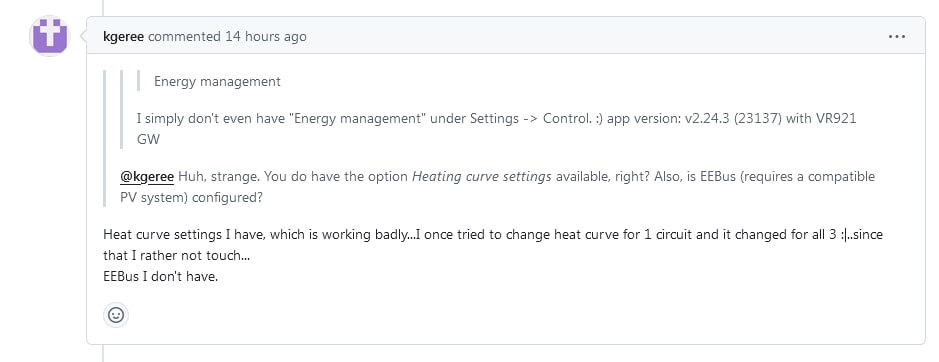 kgeree commented 14 hours ago
Energy management
I simply don't even have "Energy management" under Settings -> Control. :) app version: v2.24.3 (23137) with VR921
GW
@kgeree Huh, strange. You do have the option Heating curve settings available, right? Also, is EEBus (requires a compatible
PV system) configured?
Heat curve settings I have, which is working badly...I once tried to change heat curve for 1 circuit and it changed for all 3 :|..since
that I rather not touch...
EEBus I don't have.